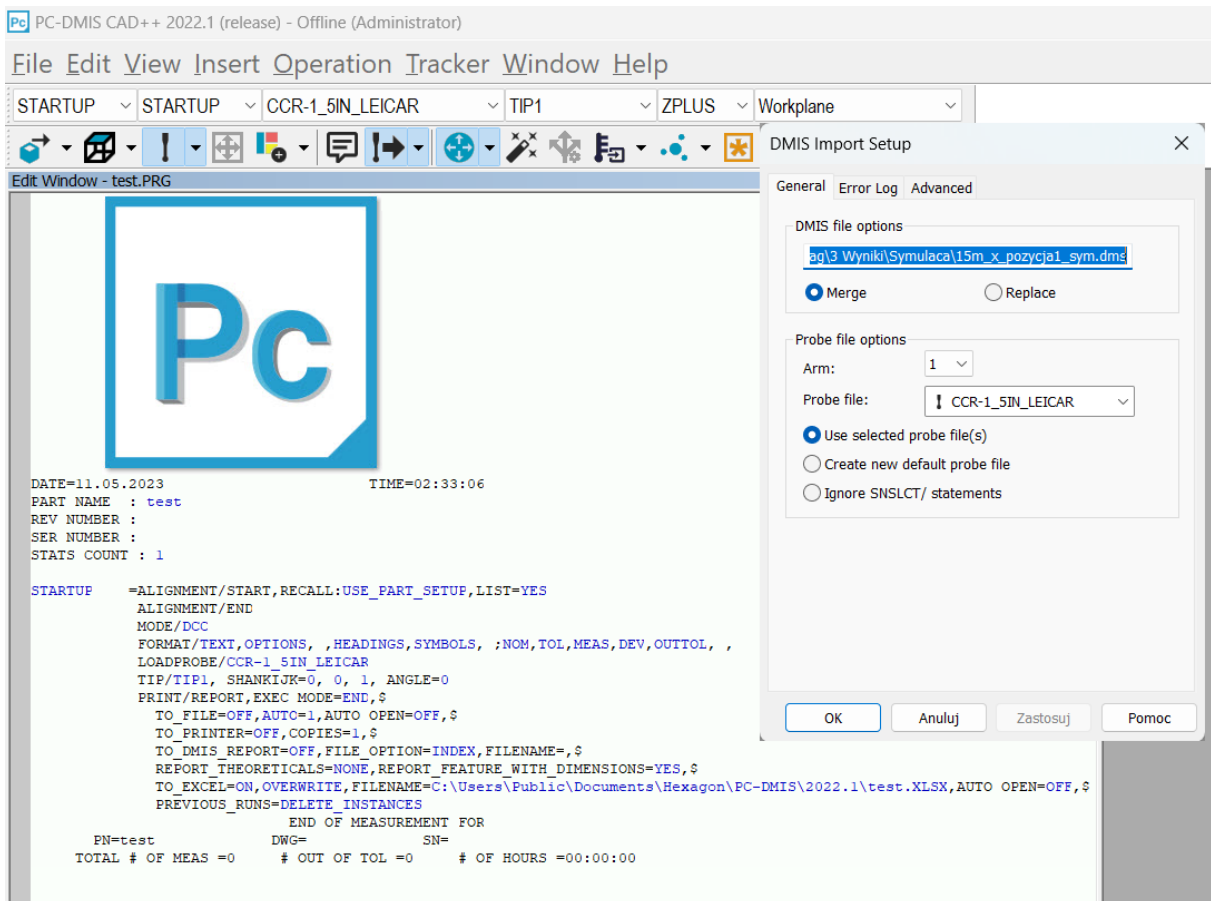 Pc PC-DMIS CAD++ 2022.1 (release) - Offline (Administrator)
File Edit View Insert Operation Tracker Window Help
STARTUP STARTUP CCR-1_5IN_LEICAR TIP1 ZPLUS Workplane
Edit Window - test.PRG
Pc
DATE=11.05.2023 TIME=02:33:06
PART NAME : test
REV NUMBER :
SER NUMBER :
STATS COUNT : 1
STARTUP =ALIGNMENT/START,RECALL:USE_PART_SETUP,LIST=YES
ALIGNMENT/END
MODE/DCC
FORMAT/TEXT,OPTIONS, ,HEADINGS,SYMBOLS, ;NOM,TOL,MEAS,DEV,OUTTOL, ,
LOADPROBE/CCR-1_5IN_LEICAR
TIP/TIP1, SHANKIJK=0, 0, 1, ANGLE=0
PRINT/REPORT,EXEC MODE=END,$
TO_FILE=OFF,AUTO=1,AUTO OPEN=OFF,$
TO_PRINTER=OFF,COPIES=1,$
TO_DMIS_REPORT=OFF,FILE_OPTION=INDEX,FILENAME=,$
REPORT_THEORETICALS=NONE,REPORT_FEATURE_WITH_DIMENSIONS=YES,$
TO_EXCEL=ON,OVERWRITE,FILENAME=C:\Users\Public\Documents\Hexagon\PC-DMIS\2022.1\test.XLSX,AUTO OPEN=OFF,$
PREVIOUS_RUNS=DELETE_INSTANCES
END OF MEASUREMENT FOR
PN=test DWG= SN=
TOTAL # OF MEAS =0 # OUT OF TOL =0 # OF HOURS =00:00:00
DMIS Import Setup
General Error Log Advanced
DMIS file options
ag\3 Wyniki\Symulaca\15m_x_pozycja1_sym.dms
Merge Replace
Probe file options
Arm: 1
Probe file: CCR-1_5IN_LEICAR
Use selected probe file(s)
Create new default probe file
Ignore SNSLCT/ statements
OK Anuluj Zastosuj Pomoc